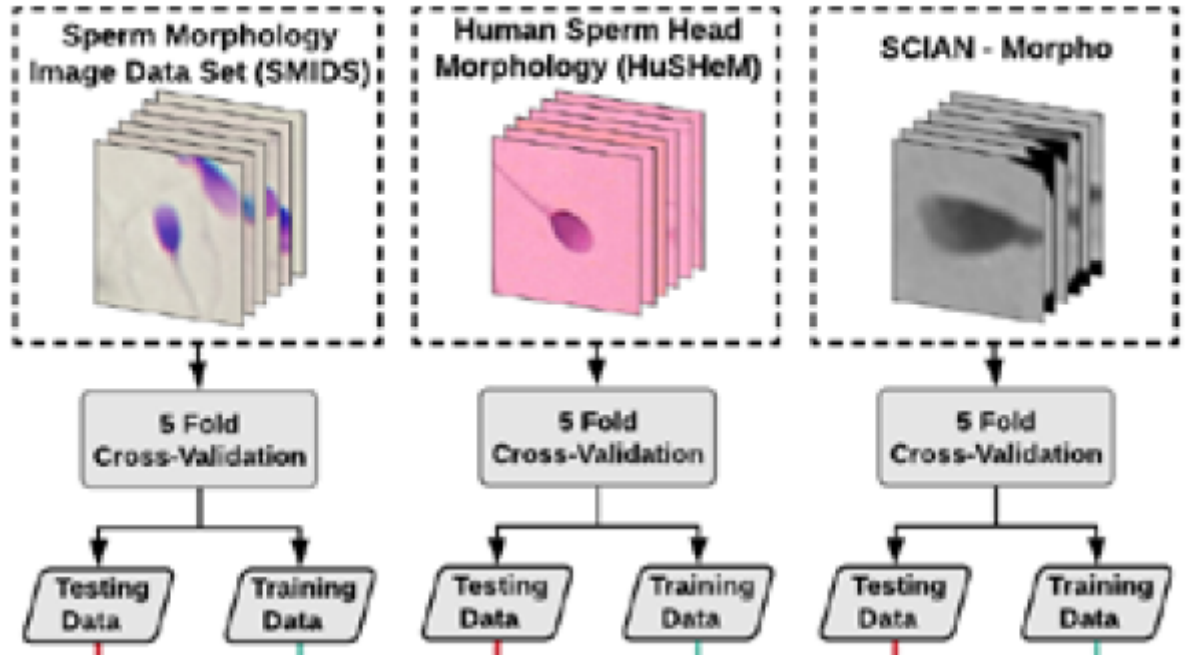 Sperm Morphology
Image Data Set (SMIDS)
Human Sperm Head
Morphology (HuSHeM)
SCIAN - Morpho
5 Fold
Cross-Validation
5 Fold
Cross-Validation
5 Fold
Cross-Validation
Testing
Data
Training
Data
Testing
Data
Training
Data
Testing
Data
Training
Data